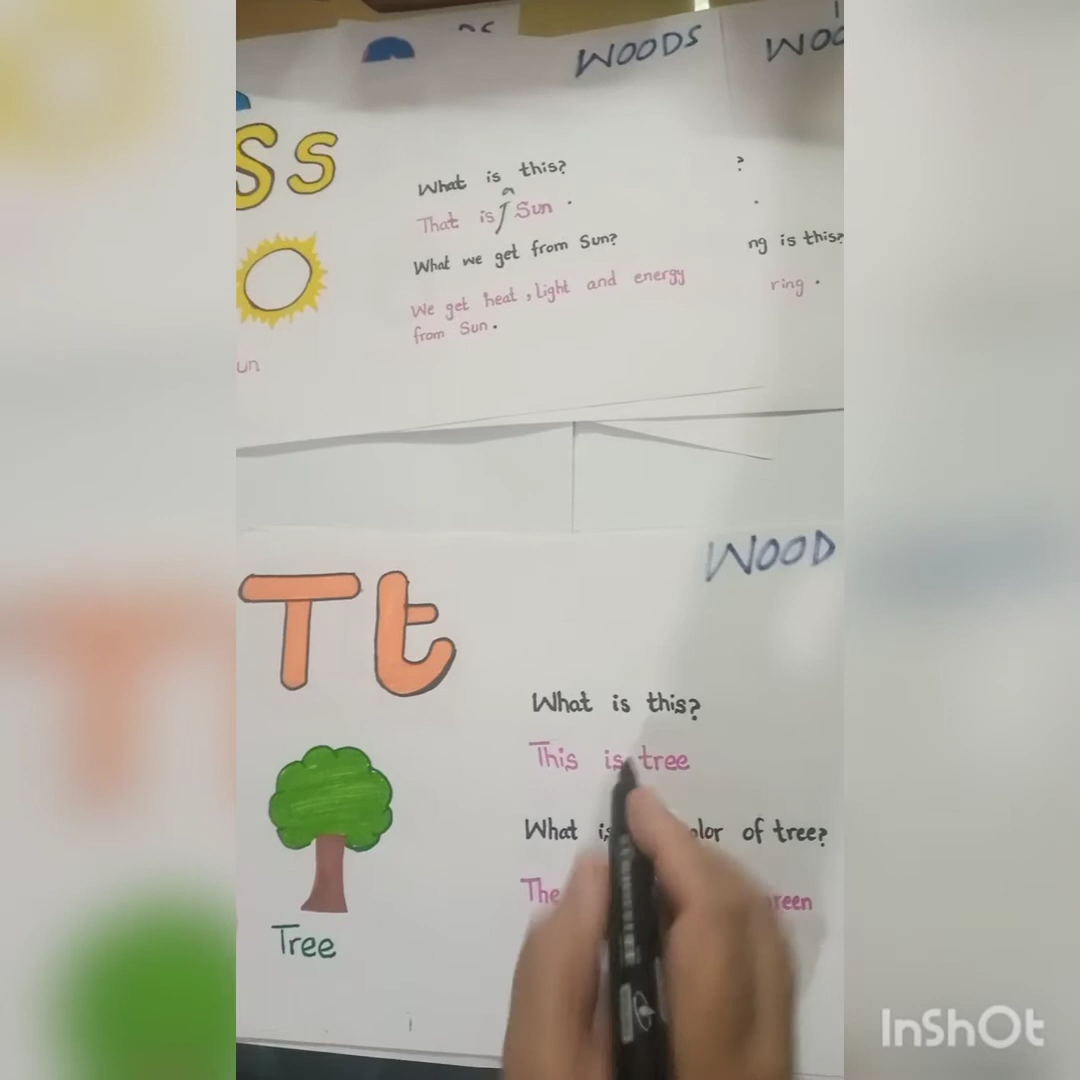 WOODS
WOO
Ss
What is this?
?
a
That is Sun.
.
What we get from Sun?
ng is this?
We get heat, light and energy
ring.
from Sun.
un
WOOD
Tt
What is this?
This is tree
What is olor of tree?
The reen
Tree
InShOt